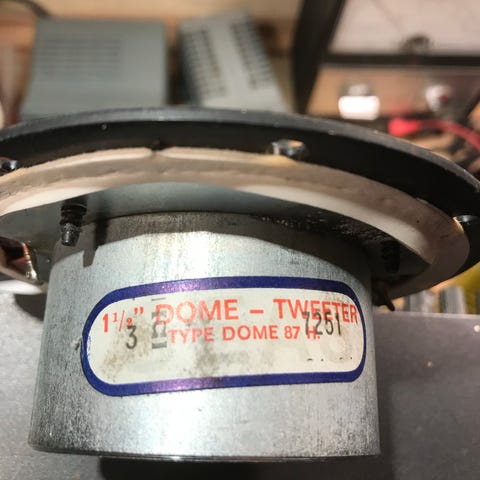 1½" DOME - TWEETER
3 7251
TYPE DOME 87 H.